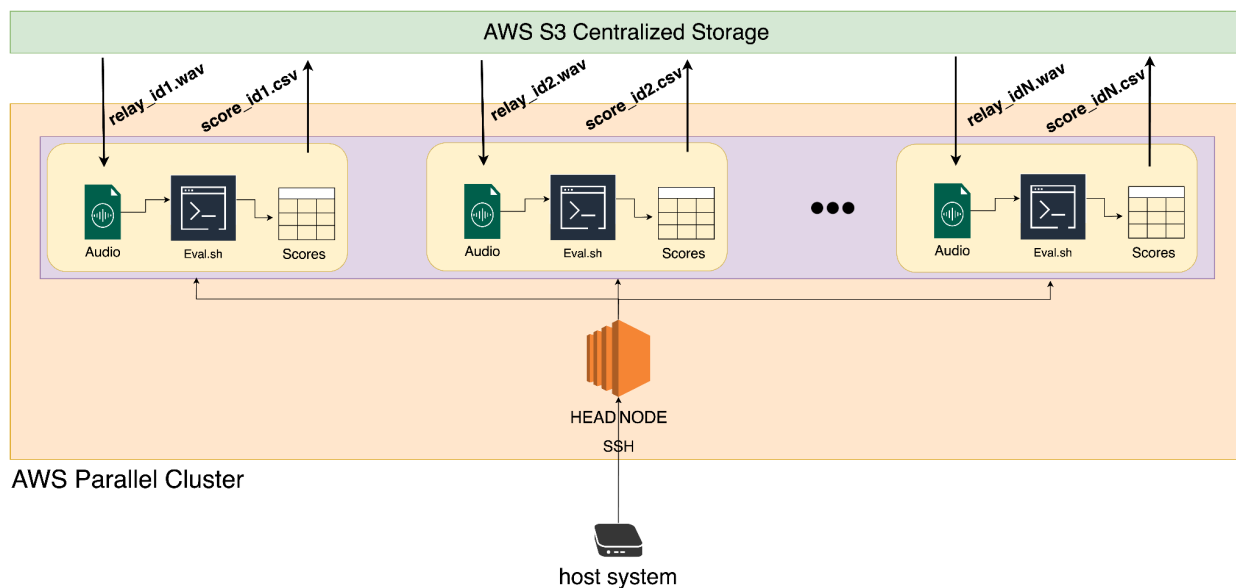 AWS S3 Centralized Storage
relay_id1.wav
score_id1.csv
relay_id2.wav
score_id2.csv
relay_idN.wav
score_idN.csv
>_
>_
>_
Audio
Eval.sh
Scores
Audio
Eval.sh
Scores
Audio
Eval.sh
Scores
HEAD NODE
SSH
AWS Parallel Cluster
host system